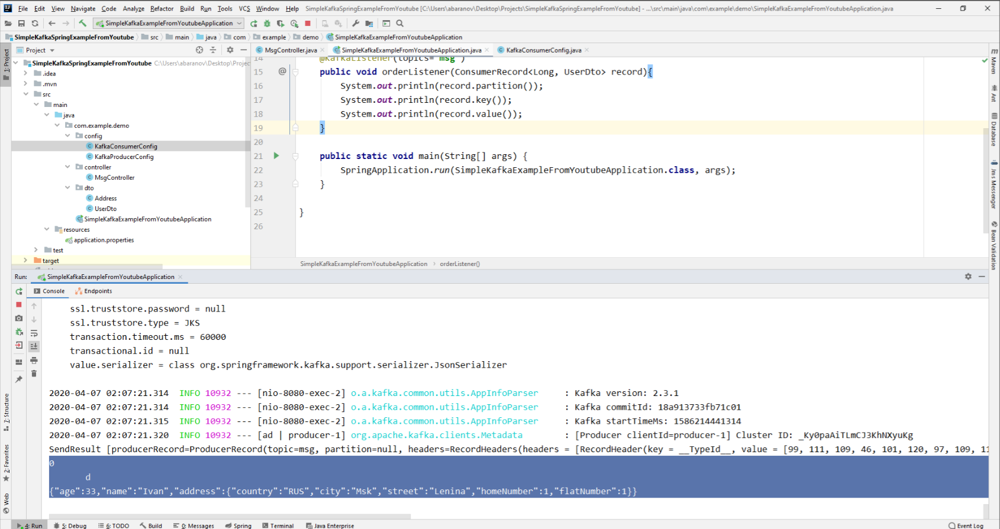 File Edit View Navigate Code Analyze Refactor Build Run Tools VCS Window Help SimpleKafkaSpringExampleFromYoutube [C:\Users\abaranov\Desktop\Projects\SimpleKafkaSpringExampleFromYoutube] - ...\src\main\java\com\example\demo\SimpleKafkaExampleFromYoutubeApplication.java
SimpleKafkaExampleFromYoutubeApplication
SimpleKafkaSpringExampleFromYoutube src main java com example demo SimpleKafkaExampleFromYoutubeApplication
Project
MsgController.java SimpleKafkaExampleFromYoutubeApplication.java KafkaConsumerConfig.java
1: Project
SimpleKafkaSpringExampleFromYoutube C:\Users\abaranov\Desktop\Projec
.idea
.mvn
src
main
java
com.example.demo
config
KafkaConsumerConfig
KafkaProducerConfig
controller
MsgController
dto
Address
UserDto
SimpleKafkaExampleFromYoutubeApplication
resources
application.properties
test
target
14 @KafkaListener(topics="msg")
15 @ public void orderListener(ConsumerRecord<Long, UserDto> record){
16 System.out.println(record.partition());
17 System.out.println(record.key());
18 System.out.println(record.value());
19 }
20
21 public static void main(String[] args) {
22 SpringApplication.run(SimpleKafkaExampleFromYoutubeApplication.class, args);
23 }
24
25 }
26
SimpleKafkaExampleFromYoutubeApplication › orderListener()
Maven
Ant
Database
Jms Messenger
Bean Validation
Run: SimpleKafkaExampleFromYoutubeApplication
Console Endpoints
ssl.truststore.password = null
ssl.truststore.type = JKS
transaction.timeout.ms = 60000
transactional.id = null
value.serializer = class org.springframework.kafka.support.serializer.JsonSerializer
2020-04-07 02:07:21.314 INFO 10932 --- [nio-8080-exec-2] o.a.kafka.common.utils.AppInfoParser : Kafka version: 2.3.1
2020-04-07 02:07:21.314 INFO 10932 --- [nio-8080-exec-2] o.a.kafka.common.utils.AppInfoParser : Kafka commitId: 18a913733fb71c01
2020-04-07 02:07:21.315 INFO 10932 --- [nio-8080-exec-2] o.a.kafka.common.utils.AppInfoParser : Kafka startTimeMs: 1586214441314
2020-04-07 02:07:21.320 INFO 10932 --- [ad | producer-1] org.apache.kafka.clients.Metadata : [Producer clientId=producer-1] Cluster ID: _Ky0paAiTLmCJ3KhNXyuKg
SendResult [producerRecord=ProducerRecord(topic=msg, partition=null, headers=RecordHeaders(headers = [RecordHeader(key = __TypeId__, value = [99, 111, 109, 46, 101, 120, 97, 109, 11
0
d
{"age":33,"name":"Ivan","address":{"country":"RUS","city":"Msk","street":"Lenina","homeNumber":1,"flatNumber":1}}
7: Structure
2: Favorites
Web
4: Run 5: Debug 6: TODO Build 0: Messages Spring Terminal Java Enterprise Event Log